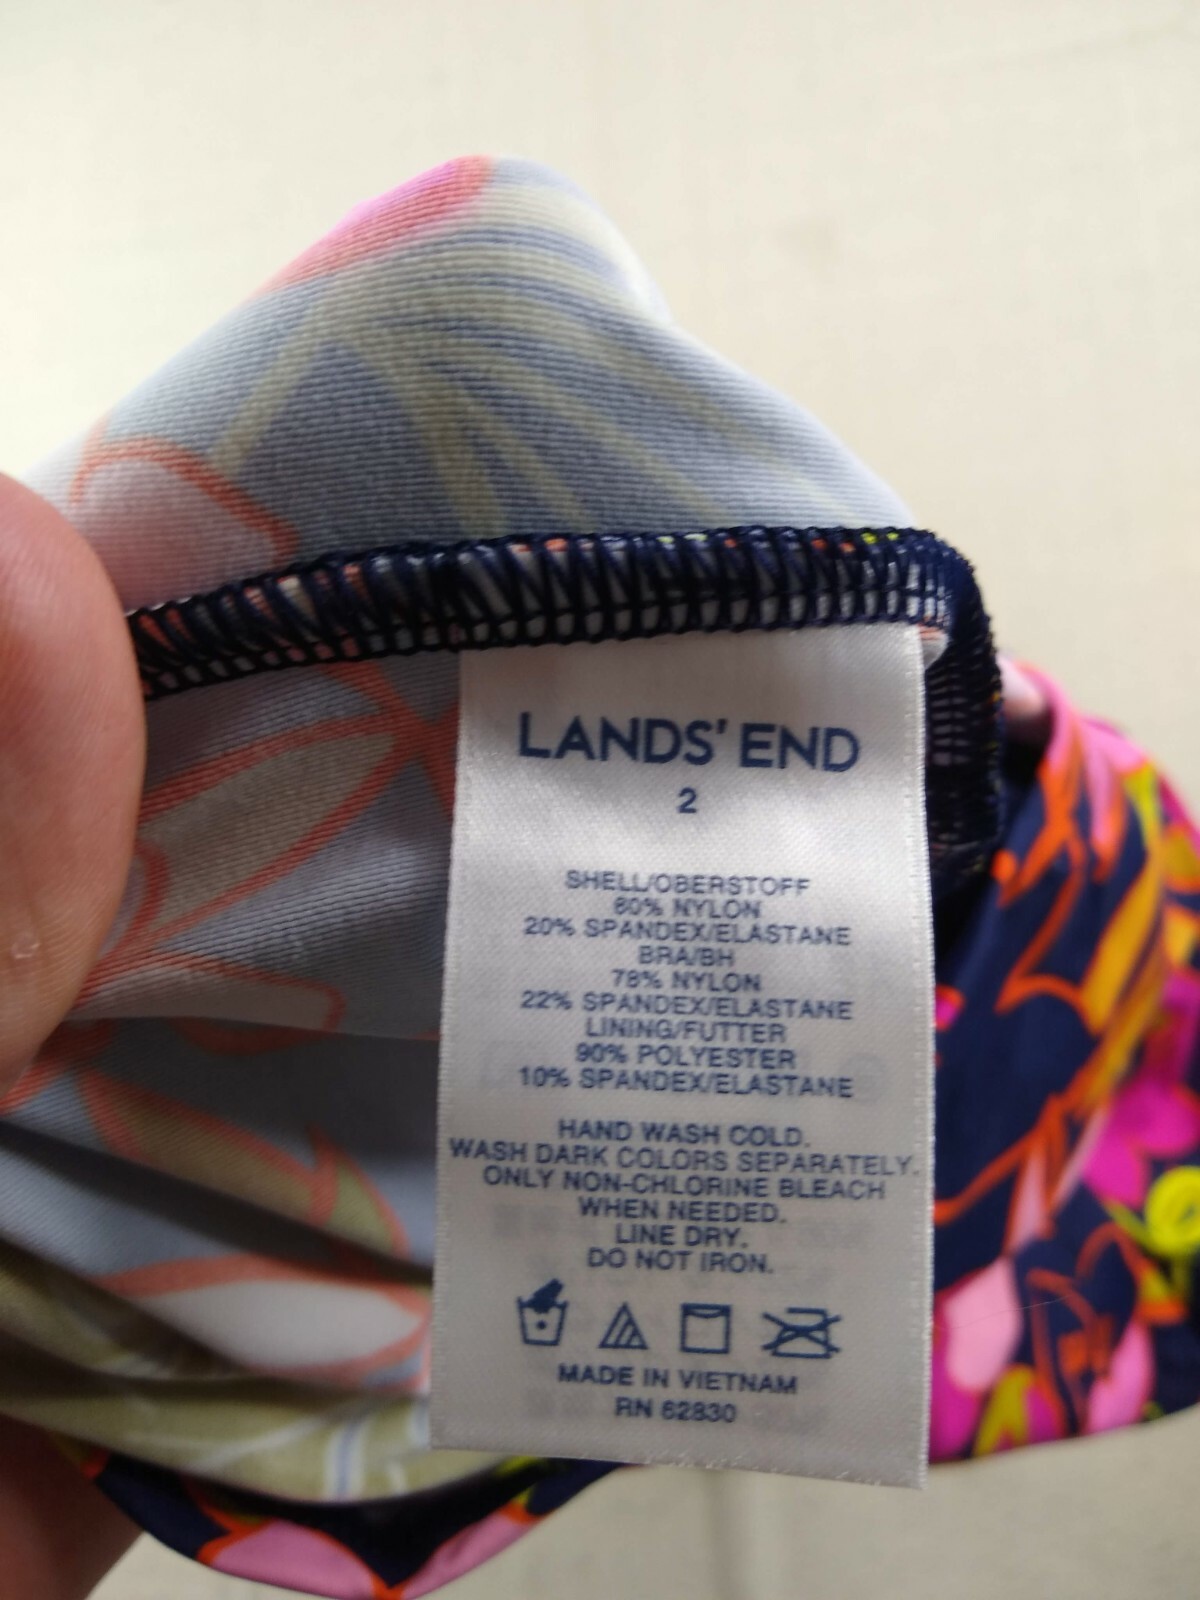 LANDS' END
2
SHELL/OBERSTOFF
80% NYLON
20% SPANDEX/ELASTANE
BRA/BH
78% NYLON
22% SPANDEX/ELASTANE
LINING/FUTTER
90% POLYESTER
10% SPANDEX/ELASTANE
HAND WASH COLD.
WASH DARK COLORS SEPARATELY.
ONLY NON-CHLORINE BLEACH
WHEN NEEDED.
LINE DRY.
DO NOT IRON.
MADE IN VIETNAM
RN 62830